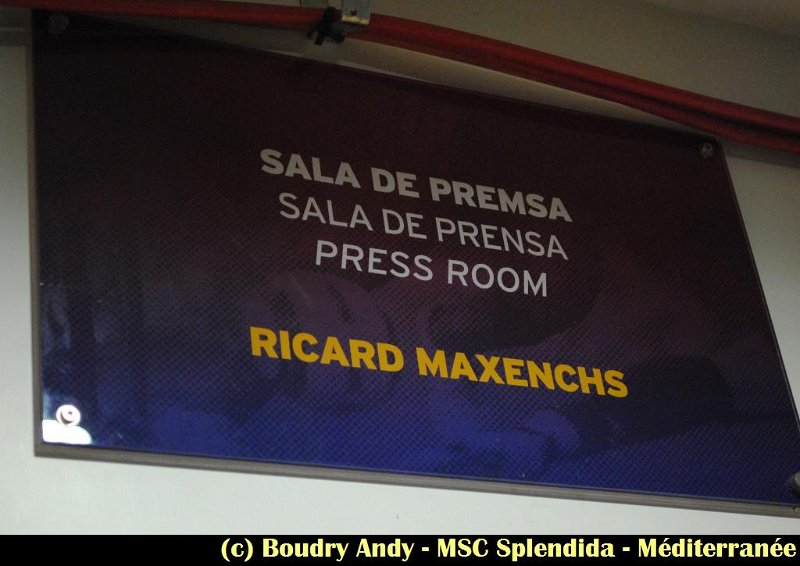 SALA DE PREMSA
SALA DE PRENSA
PRESS ROOM
RICARD MAXENCHS
(c) Boudry Andy - MSC Splendida - Méditerranée